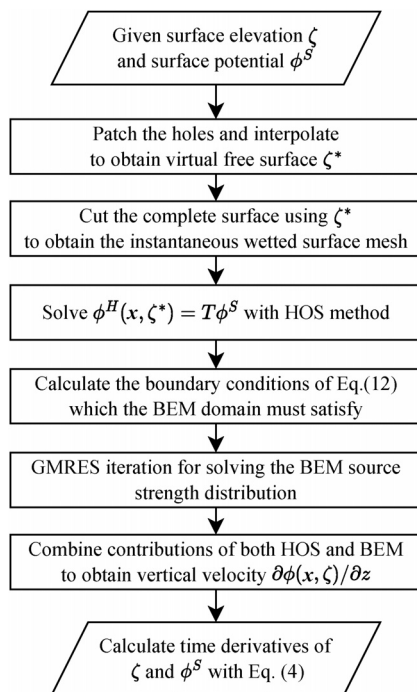 Given surface elevation ζ
and surface potential ϕ^S
Patch the holes and interpolate
to obtain virtual free surface ζ*
Cut the complete surface using ζ*
to obtain the instantaneous wetted surface mesh
Solve ϕ^H(x, ζ*) = Tϕ^S with HOS method
Calculate the boundary conditions of Eq.(12)
which the BEM domain must satisfy
GMRES iteration for solving the BEM source
strength distribution
Combine contributions of both HOS and BEM
to obtain vertical velocity ∂ϕ(x, ζ)/∂z
Calculate time derivatives of
ζ and ϕ^S with Eq. (4)